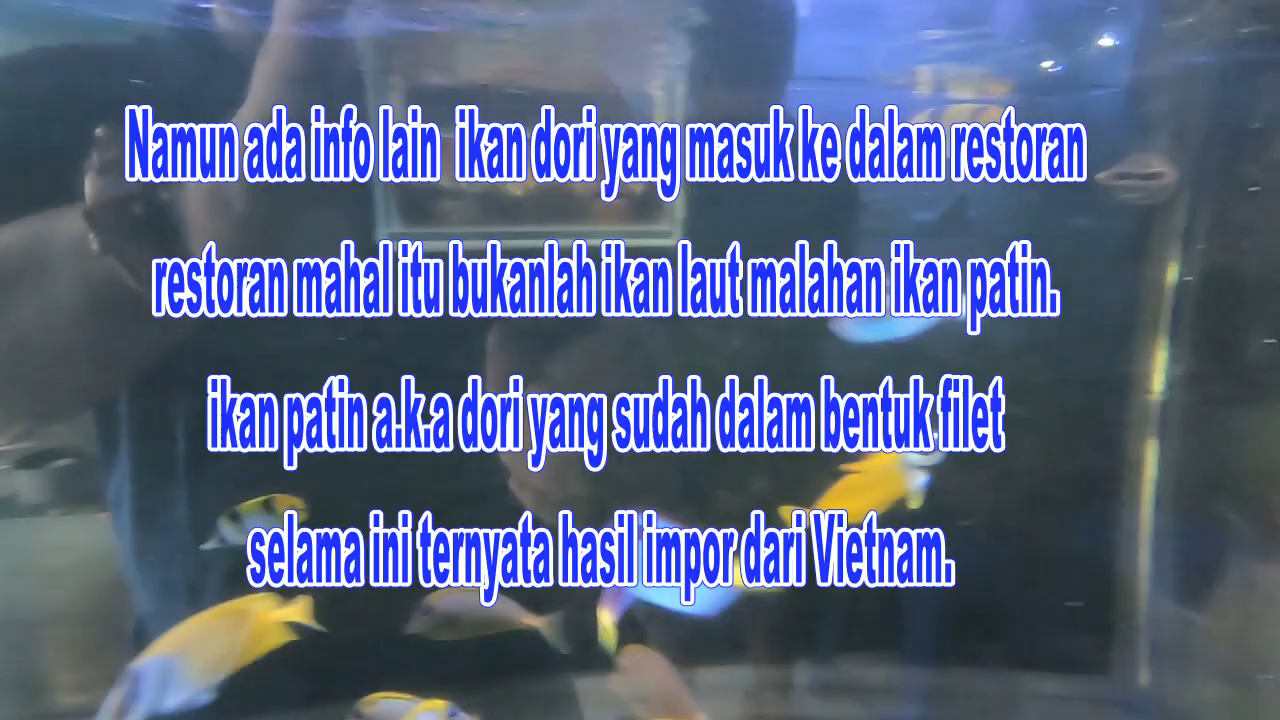 Namun ada info lain ikan dori yang masuk ke dalam restoran
restoran mahal itu bukanlah ikan laut malahan ikan patin.
ikan patin a.k.a dori yang sudah dalam bentuk filet
selama ini ternyata hasil impor dari Vietnam.